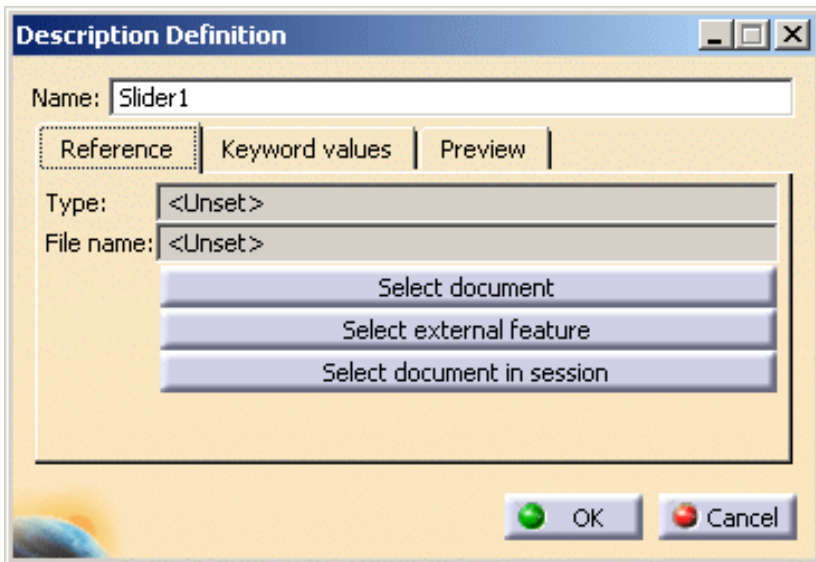 Description Definition
Name: Slider1
Reference Keyword values Preview
Type: <Unset>
File name: <Unset>
Select document
Select external feature
Select document in session
OK Cancel